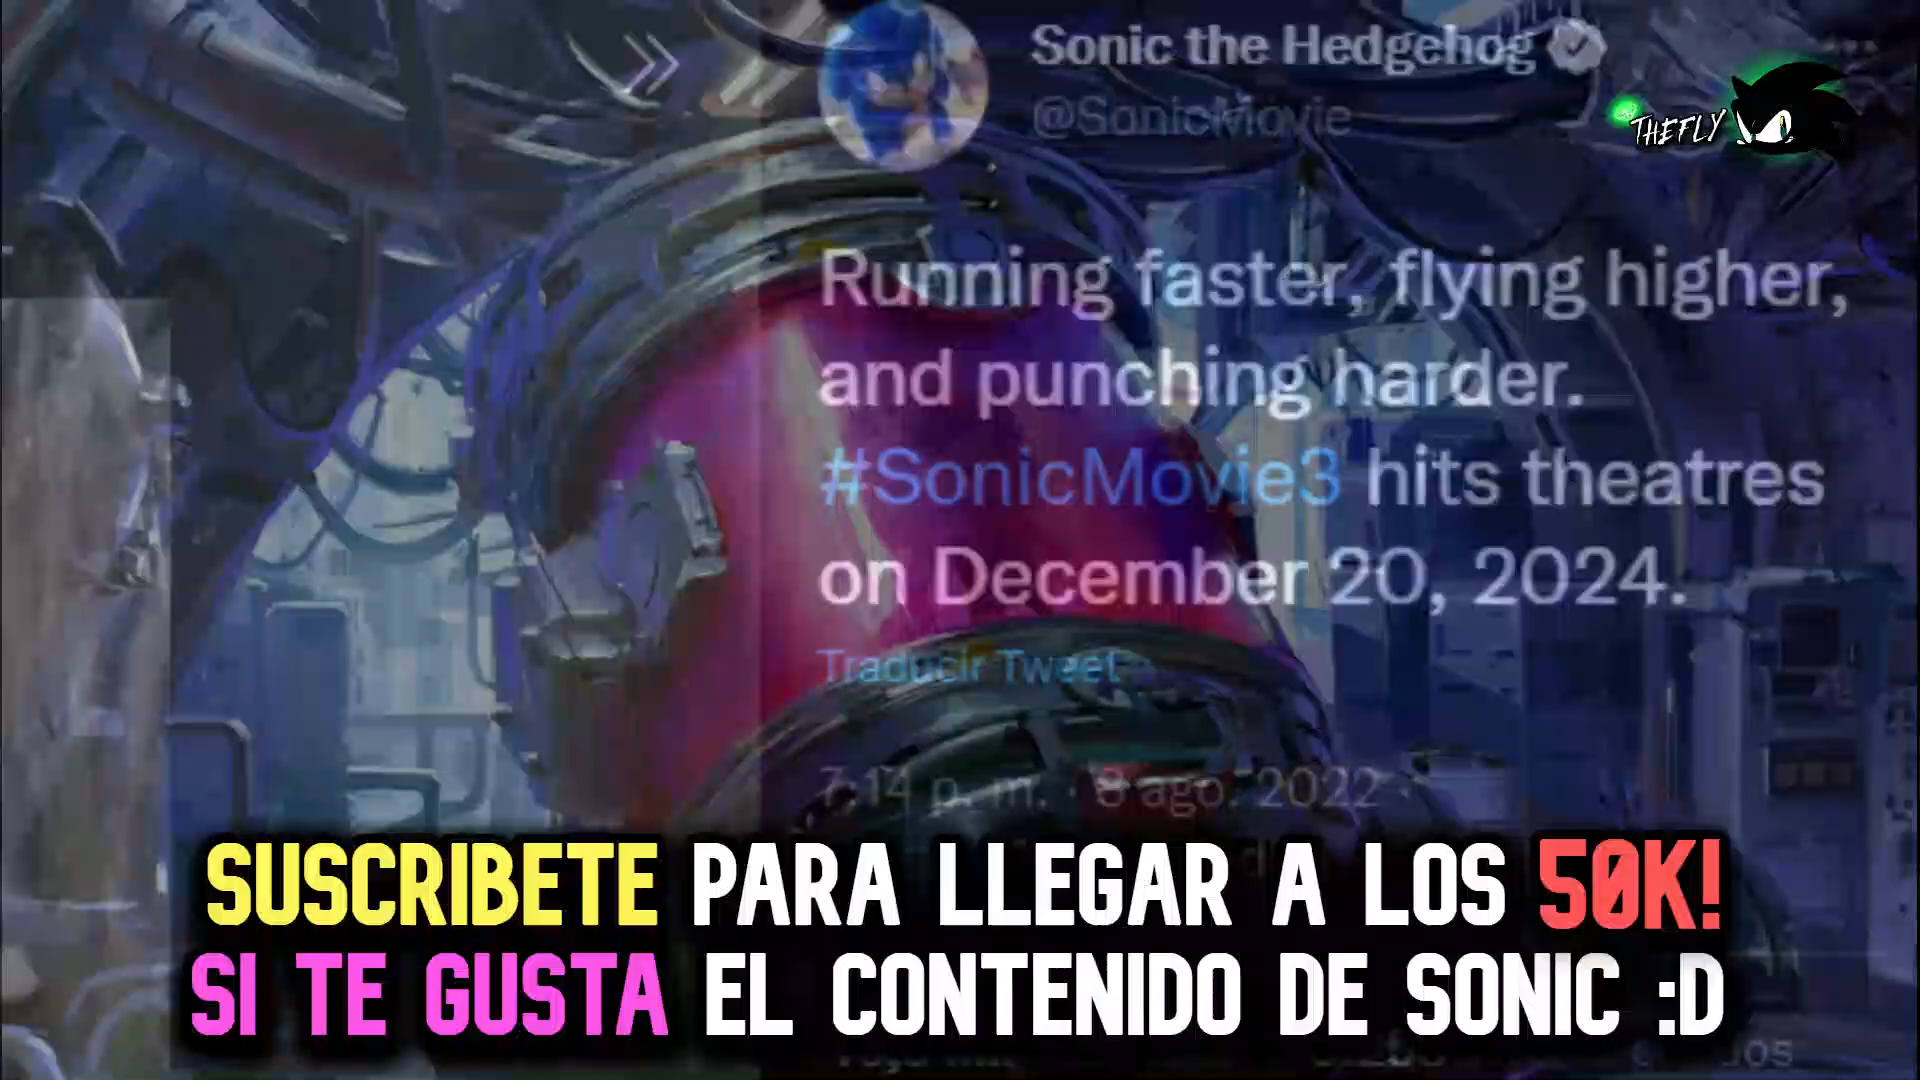 Sonic the Hedgehog
@SonicMovie
THEFLY
Running faster, flying higher,
and punching harder.
#SonicMovie3 hits theatres
on December 20, 2024.
Traducir Tweet
7:14 p. m. · 8 ago. 2022
SUSCRIBETE PARA LLEGAR A LOS 50K!
SI TE GUSTA EL CONTENIDO DE SONIC :D